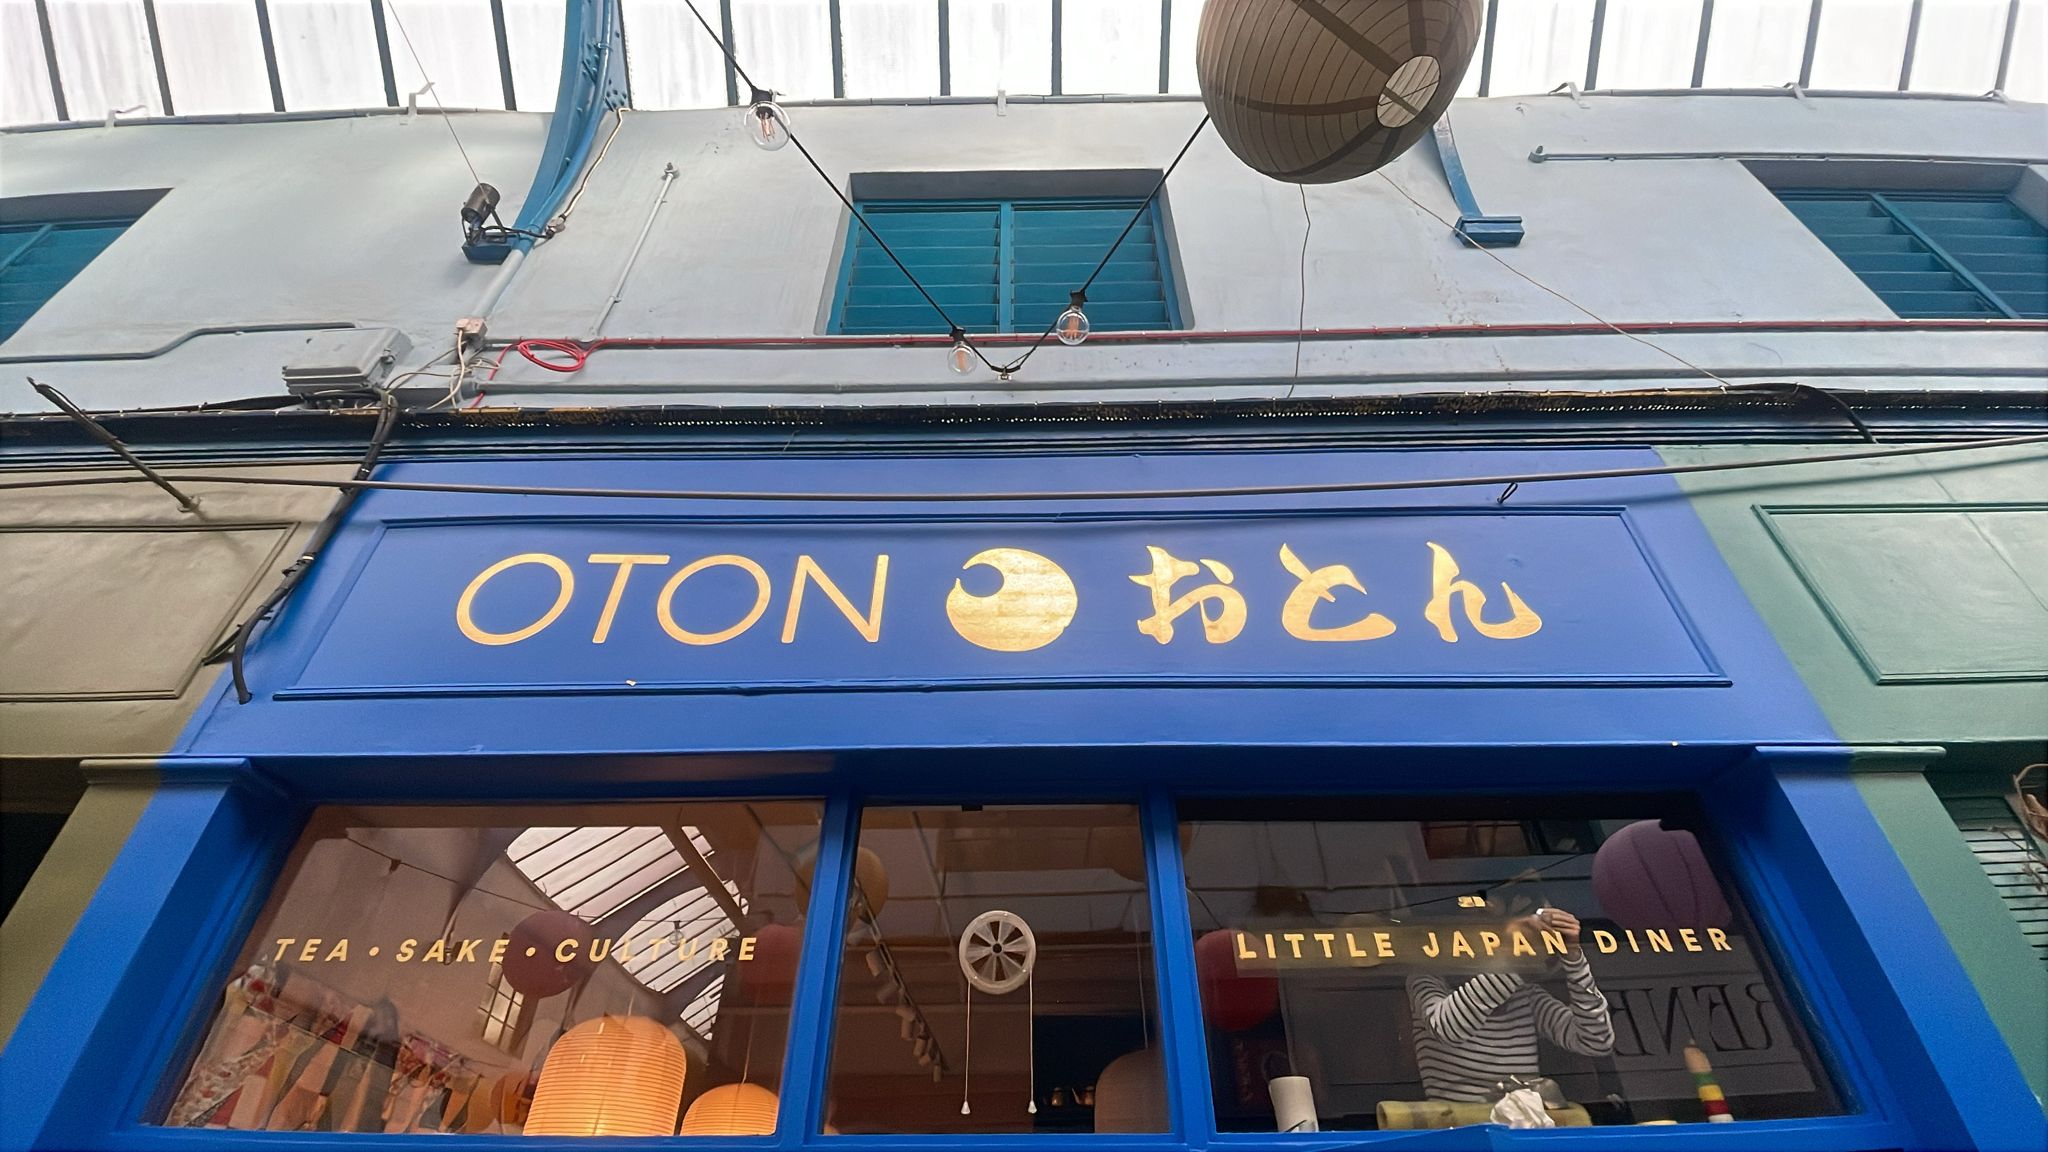 OTON おとん
TEA • SAKE • CULTURE
LITTLE JAPAN DINER